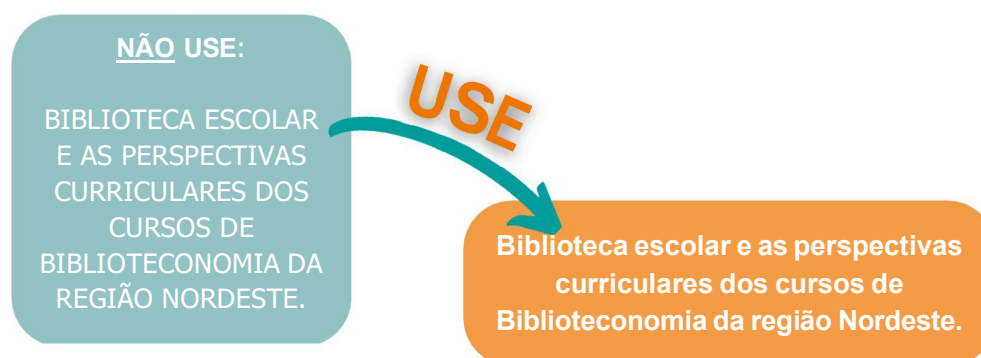 NÃO USE:
BIBLIOTECA ESCOLAR
E AS PERSPECTIVAS
CURRICULARES DOS
CURSOS DE
BIBLIOTECONOMIA DA
REGIÃO NORDESTE.
USE
Biblioteca escolar e as perspectivas
curriculares dos cursos de
Biblioteconomia da região Nordeste.